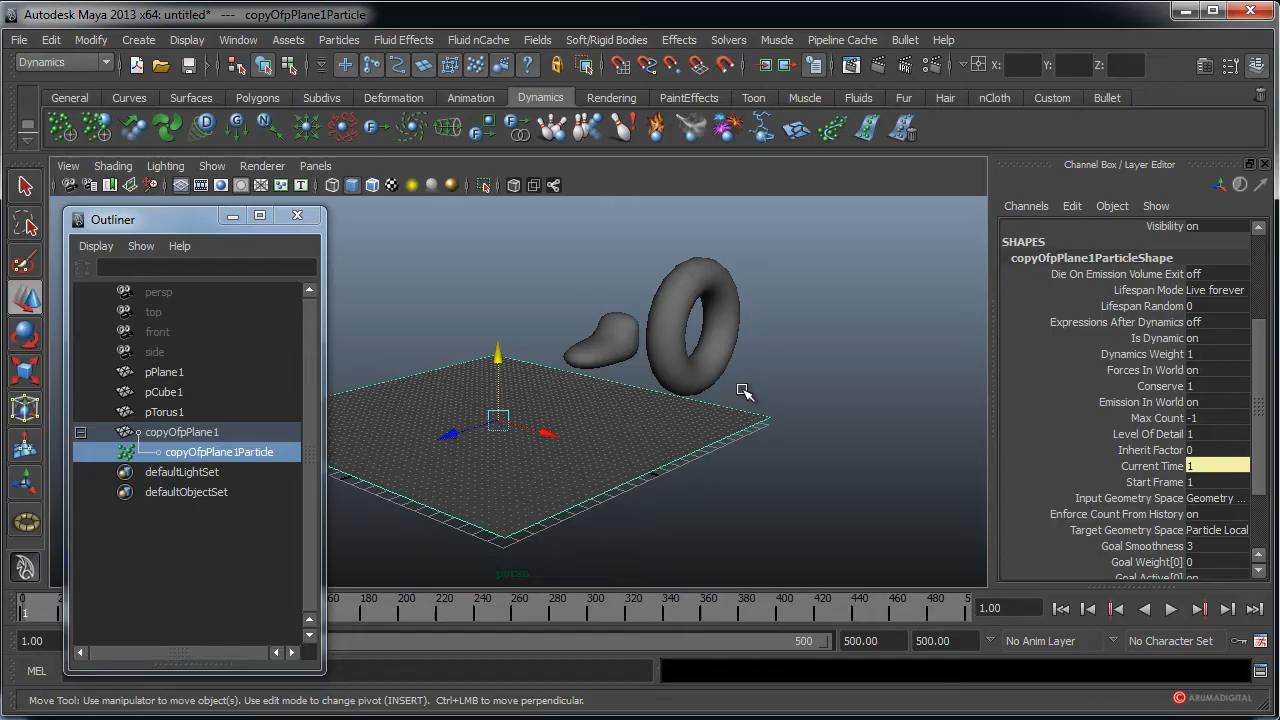 Autodesk Maya 2013 x64: untitled* --- copyOfpPlane1Particle
File Edit Modify Create Display Window Assets Particles Fluid Effects Fluid nCache Fields Soft/Rigid Bodies Effects Solvers Muscle Pipeline Cache Bullet Help
Dynamics X: Y: Z:
General Curves Surfaces Polygons Subdivs Deformation Animation Dynamics Rendering PaintEffects Toon Muscle Fluids Fur Hair nCloth Custom Bullet
View Shading Lighting Show Renderer Panels
Channel Box / Layer Editor
Channels Edit Object Show
Outliner
Display Show Help
persp
top
front
side
pPlane1
pCube1
pTorus1
copyOfpPlane1
copyOfpPlane1Particle
defaultLightSet
defaultObjectSet
persp
Visibility on
SHAPES
copyOfpPlane1ParticleShape
Die On Emission Volume Exit off
Lifespan Mode Live forever
Lifespan Random 0
Expressions After Dynamics off
Is Dynamic on
Dynamics Weight 1
Forces In World on
Conserve 1
Emission In World on
Max Count -1
Level Of Detail 1
Inherit Factor 0
Current Time 1
Start Frame 1
Input Geometry Space Geometry ...
Enforce Count From History on
Target Geometry Space Particle Local
Goal Smoothness 3
Goal Weight[0] 0
Goal Active[0] on
0 2 160 180 200 220 240 260 280 300 320 340 360 380 400 420 440 460 480 5
1 1.00
1.00 500 500.00 500.00 No Anim Layer No Character Set
MEL
Move Tool: Use manipulator to move object(s). Use edit mode to change pivot (INSERT). Ctrl+LMB to move perpendicular.
© ARUMADIGITAL